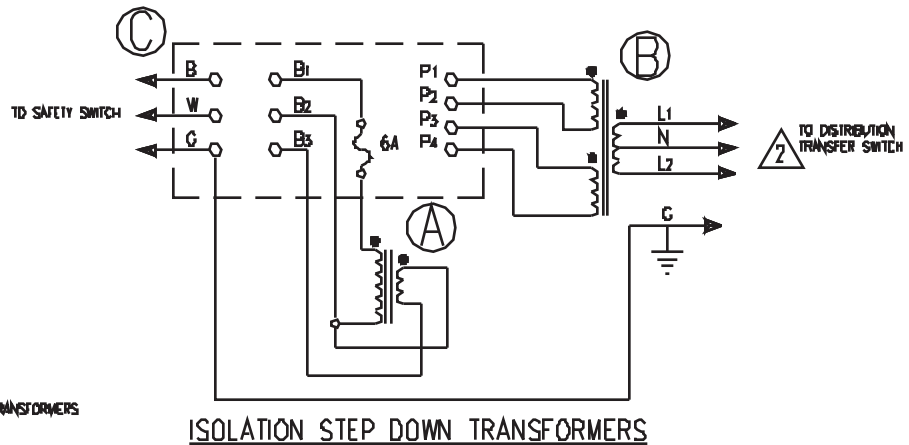 C
B
B B1 P1
P2
TO SAFETY SWITCH W B2 L1
P3 N TO DISTRIBUTION
G B3 6A P4 2 TRANSFER SWITCH
L2
A G
ISOLATION STEP DOWN TRANSFORMERS